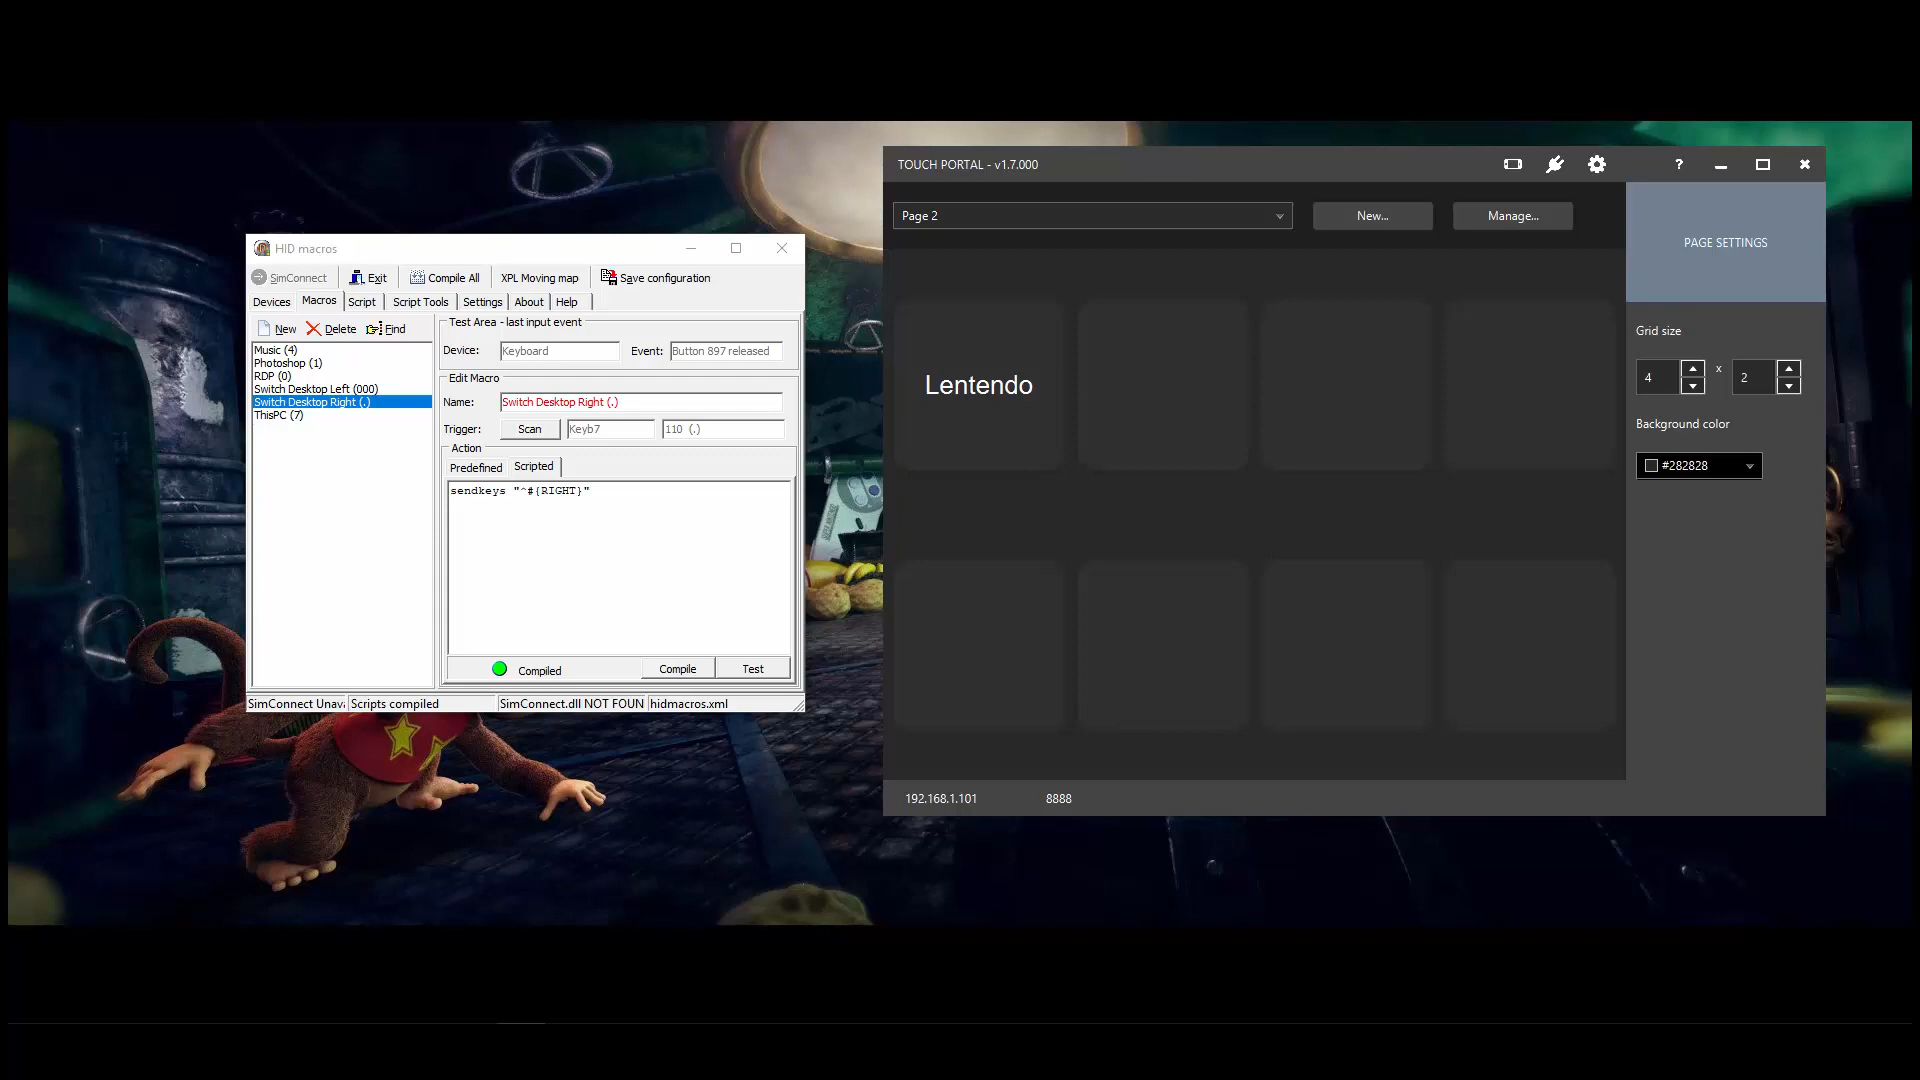 HID macros
SimConnect Exit Compile All XPL Moving map Save configuration
Devices Macros Script Script Tools Settings About Help
New Delete Find
Music (4)
Photoshop (1)
RDP (0)
Switch Desktop Left (000)
Switch Desktop Right (.)
ThisPC (7)
Test Area - last input event
Device: Keyboard Event: Button 897 released
Edit Macro
Name: Switch Desktop Right (.)
Trigger: Scan Keyb7 110 (.)
Action
Predefined Scripted
sendkeys "^#{RIGHT}"
Compiled Compile Test
SimConnect Unava Scripts compiled SimConnect.dll NOT FOUN hidmacros.xml
TOUCH PORTAL - v1.7.000 ?
Page 2 New... Manage...
Lentendo
PAGE SETTINGS
Grid size
4 x 2
Background color
#282828
192.168.1.101 8888